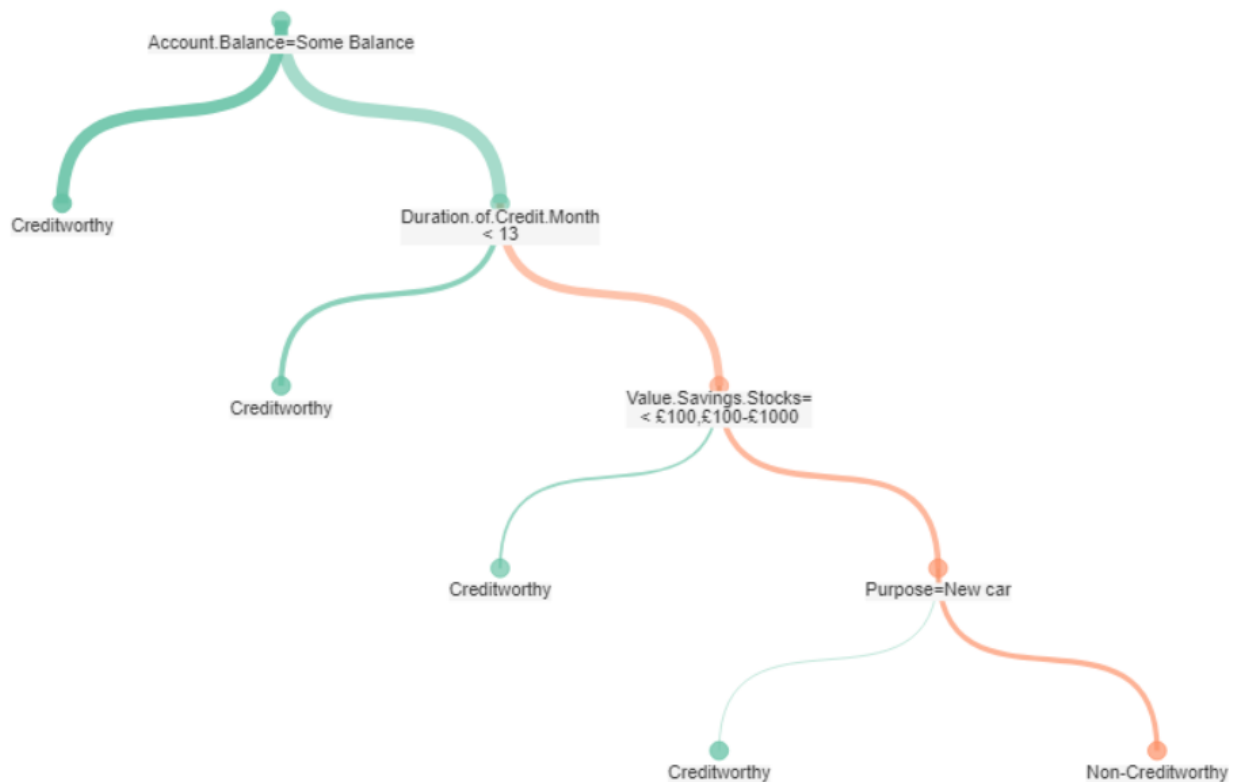 Account.Balance=Some Balance
Creditworthy
Duration.of.Credit.Month
< 13
Creditworthy
Value.Savings.Stocks=
< £100,£100-£1000
Creditworthy
Purpose=New car
Creditworthy
Non-Creditworthy